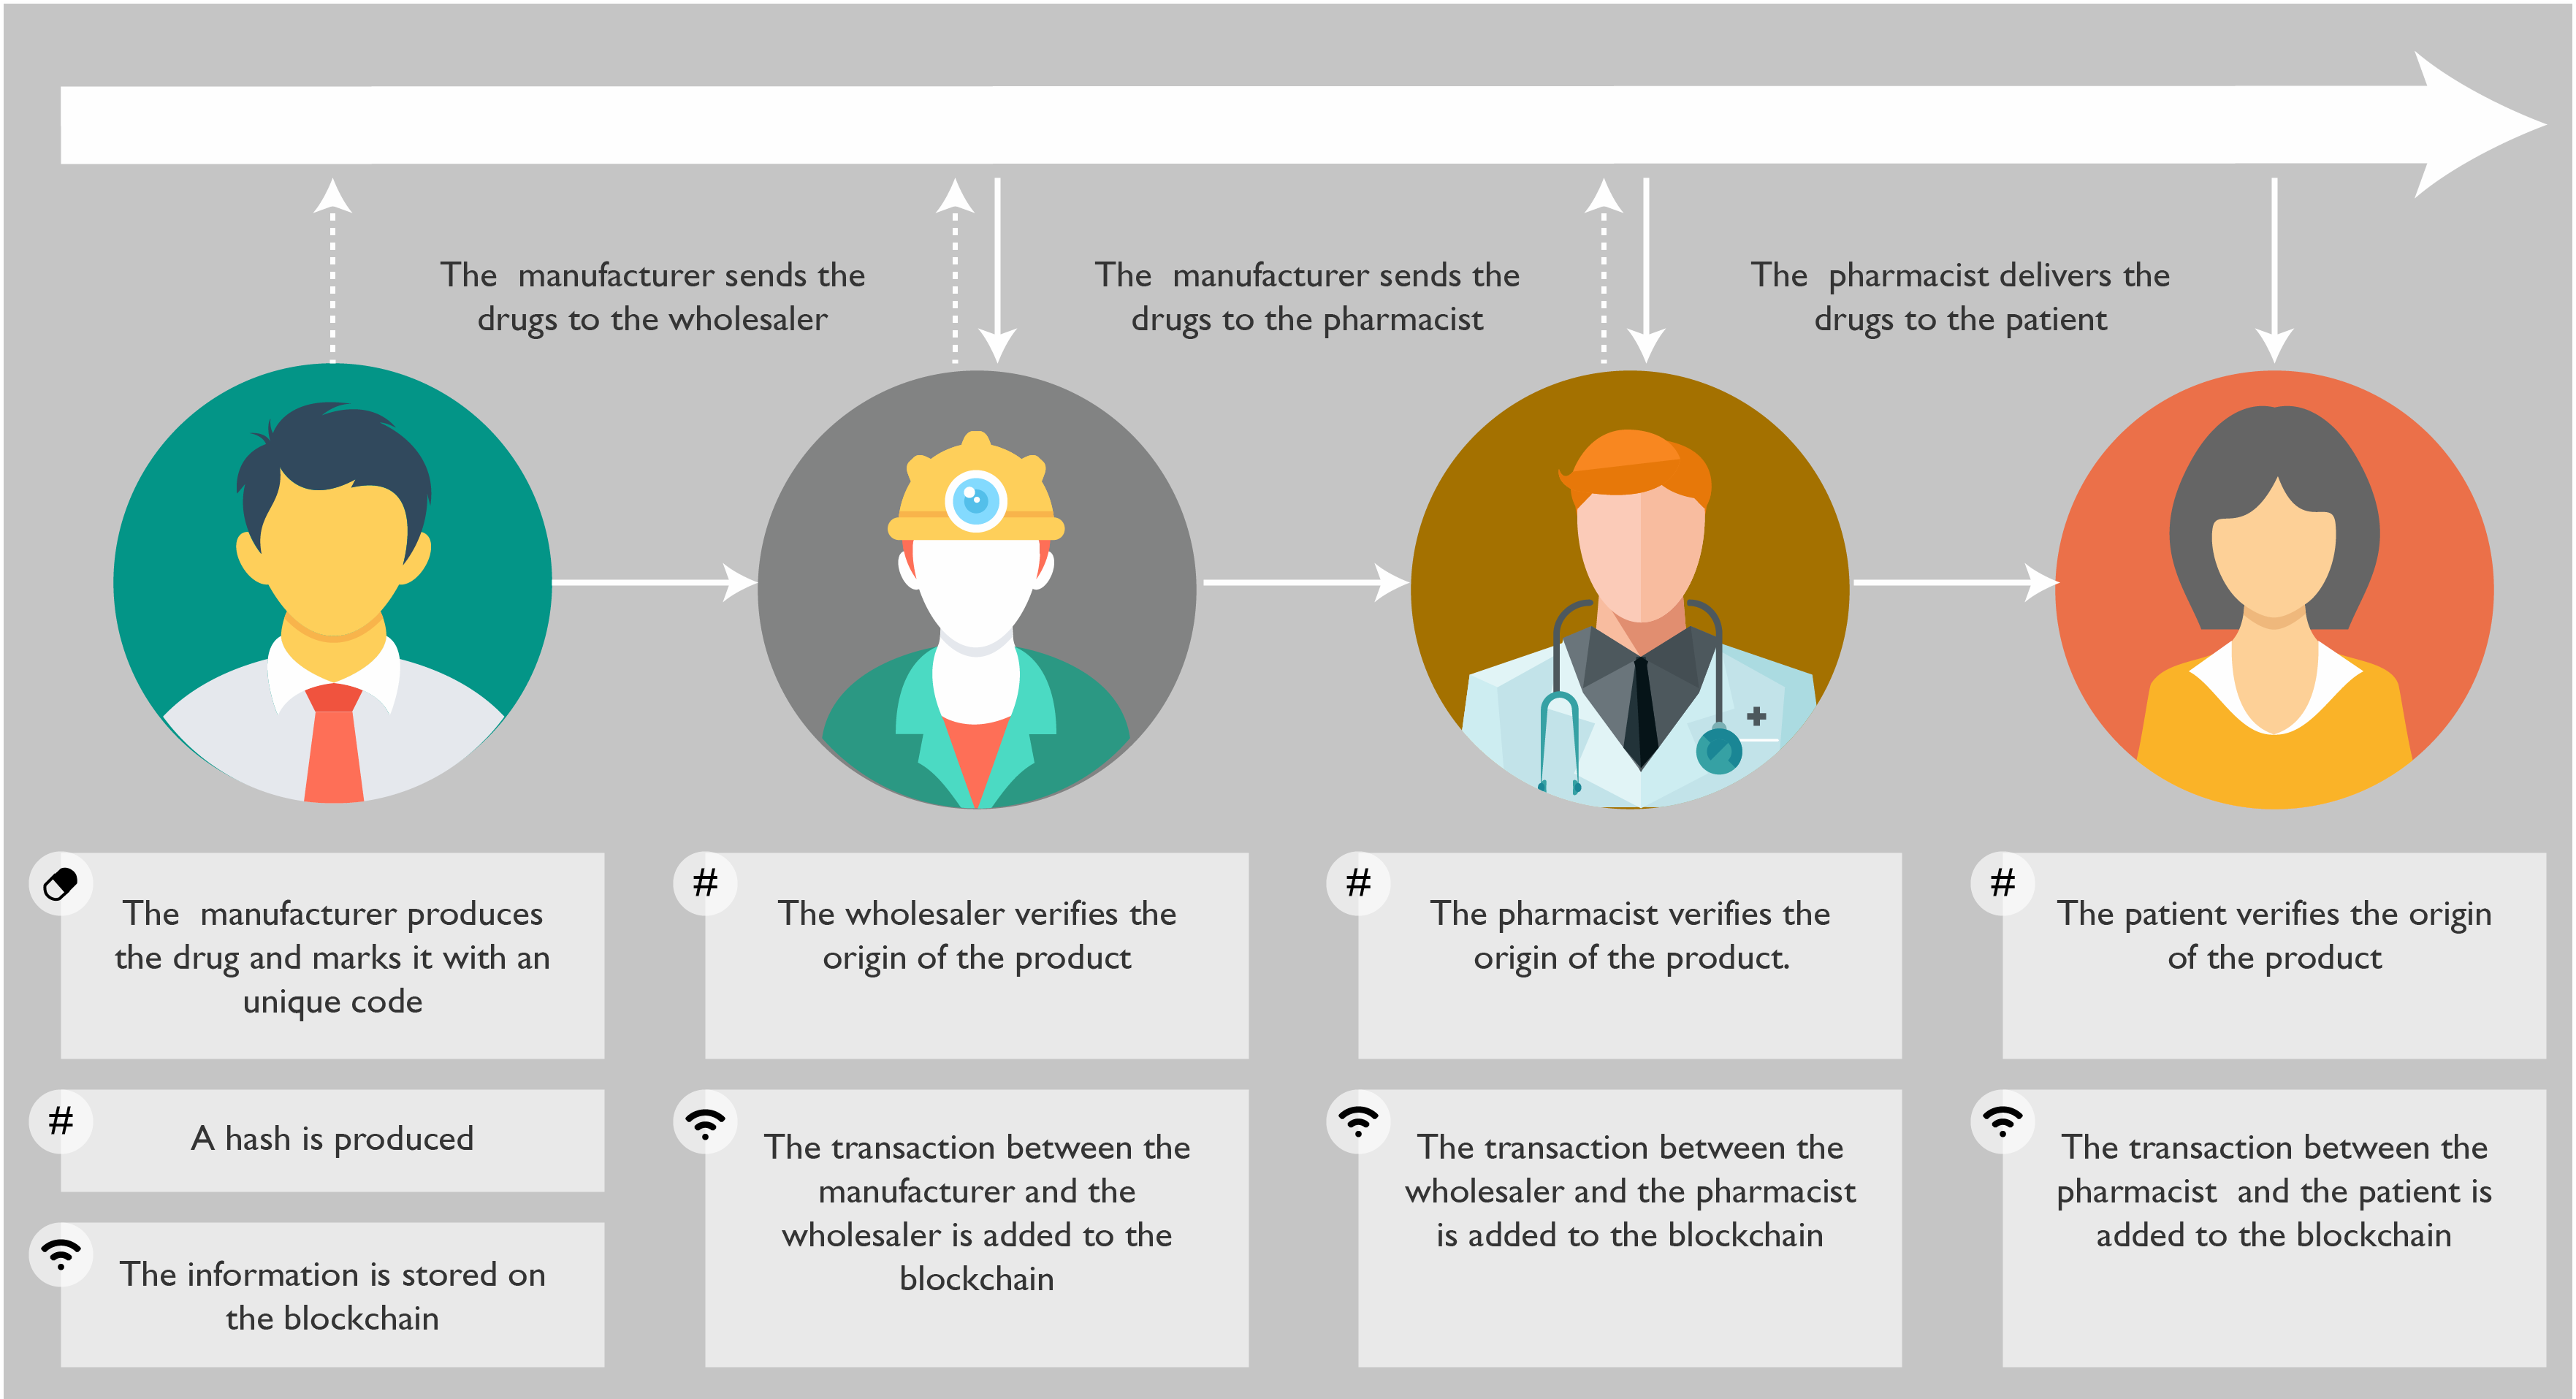 The  manufacturer sends the
drugs to the wholesaler
The  manufacturer sends the
drugs to the pharmacist
The  pharmacist delivers the
drugs to the patient
The  manufacturer produces
the drug and marks it with an
unique code
#
A hash is produced
The information is stored on
the blockchain
#
The wholesaler verifies the
origin of the product
The transaction between the
manufacturer and the
wholesaler is added to the
blockchain
#
The pharmacist verifies the
origin of the product.
The transaction between the
wholesaler and the pharmacist
is added to the blockchain
#
The patient verifies the origin
of the product
The transaction between the
pharmacist  and the patient is
added to the blockchain